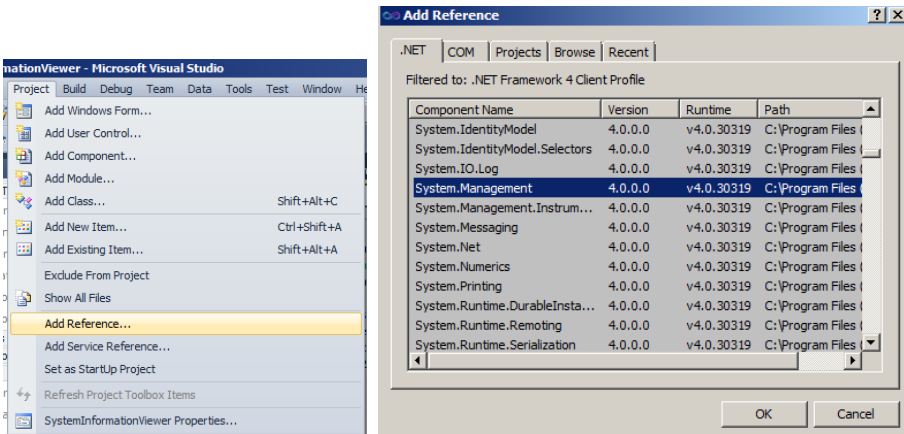 mationViewer - Microsoft Visual Studio
Project Build Debug Team Data Tools Test Window He
Add Windows Form...
Add User Control...
Add Component...
Add Module...
Add Class... Shift+Alt+C
Add New Item... Ctrl+Shift+A
Add Existing Item... Shift+Alt+A
Exclude From Project
Show All Files
Add Reference...
Add Service Reference...
Set as StartUp Project
Refresh Project Toolbox Items
SystemInformationViewer Properties...
Add Reference
.NET COM Projects Browse Recent
Filtered to: .NET Framework 4 Client Profile
Component Name Version Runtime Path
System.IdentityModel 4.0.0.0 v4.0.30319 C:\Program Files (
System.IdentityModel.Selectors 4.0.0.0 v4.0.30319 C:\Program Files (
System.IO.Log 4.0.0.0 v4.0.30319 C:\Program Files (
System.Management 4.0.0.0 v4.0.30319 C:\Program Files (
System.Management.Instrum... 4.0.0.0 v4.0.30319 C:\Program Files (
System.Messaging 4.0.0.0 v4.0.30319 C:\Program Files (
System.Net 4.0.0.0 v4.0.30319 C:\Program Files (
System.Numerics 4.0.0.0 v4.0.30319 C:\Program Files (
System.Printing 4.0.0.0 v4.0.30319 C:\Program Files (
System.Runtime.DurableInsta... 4.0.0.0 v4.0.30319 C:\Program Files (
System.Runtime.Remoting 4.0.0.0 v4.0.30319 C:\Program Files (
System.Runtime.Serialization 4.0.0.0 v4.0.30319 C:\Program Files (
OK Cancel